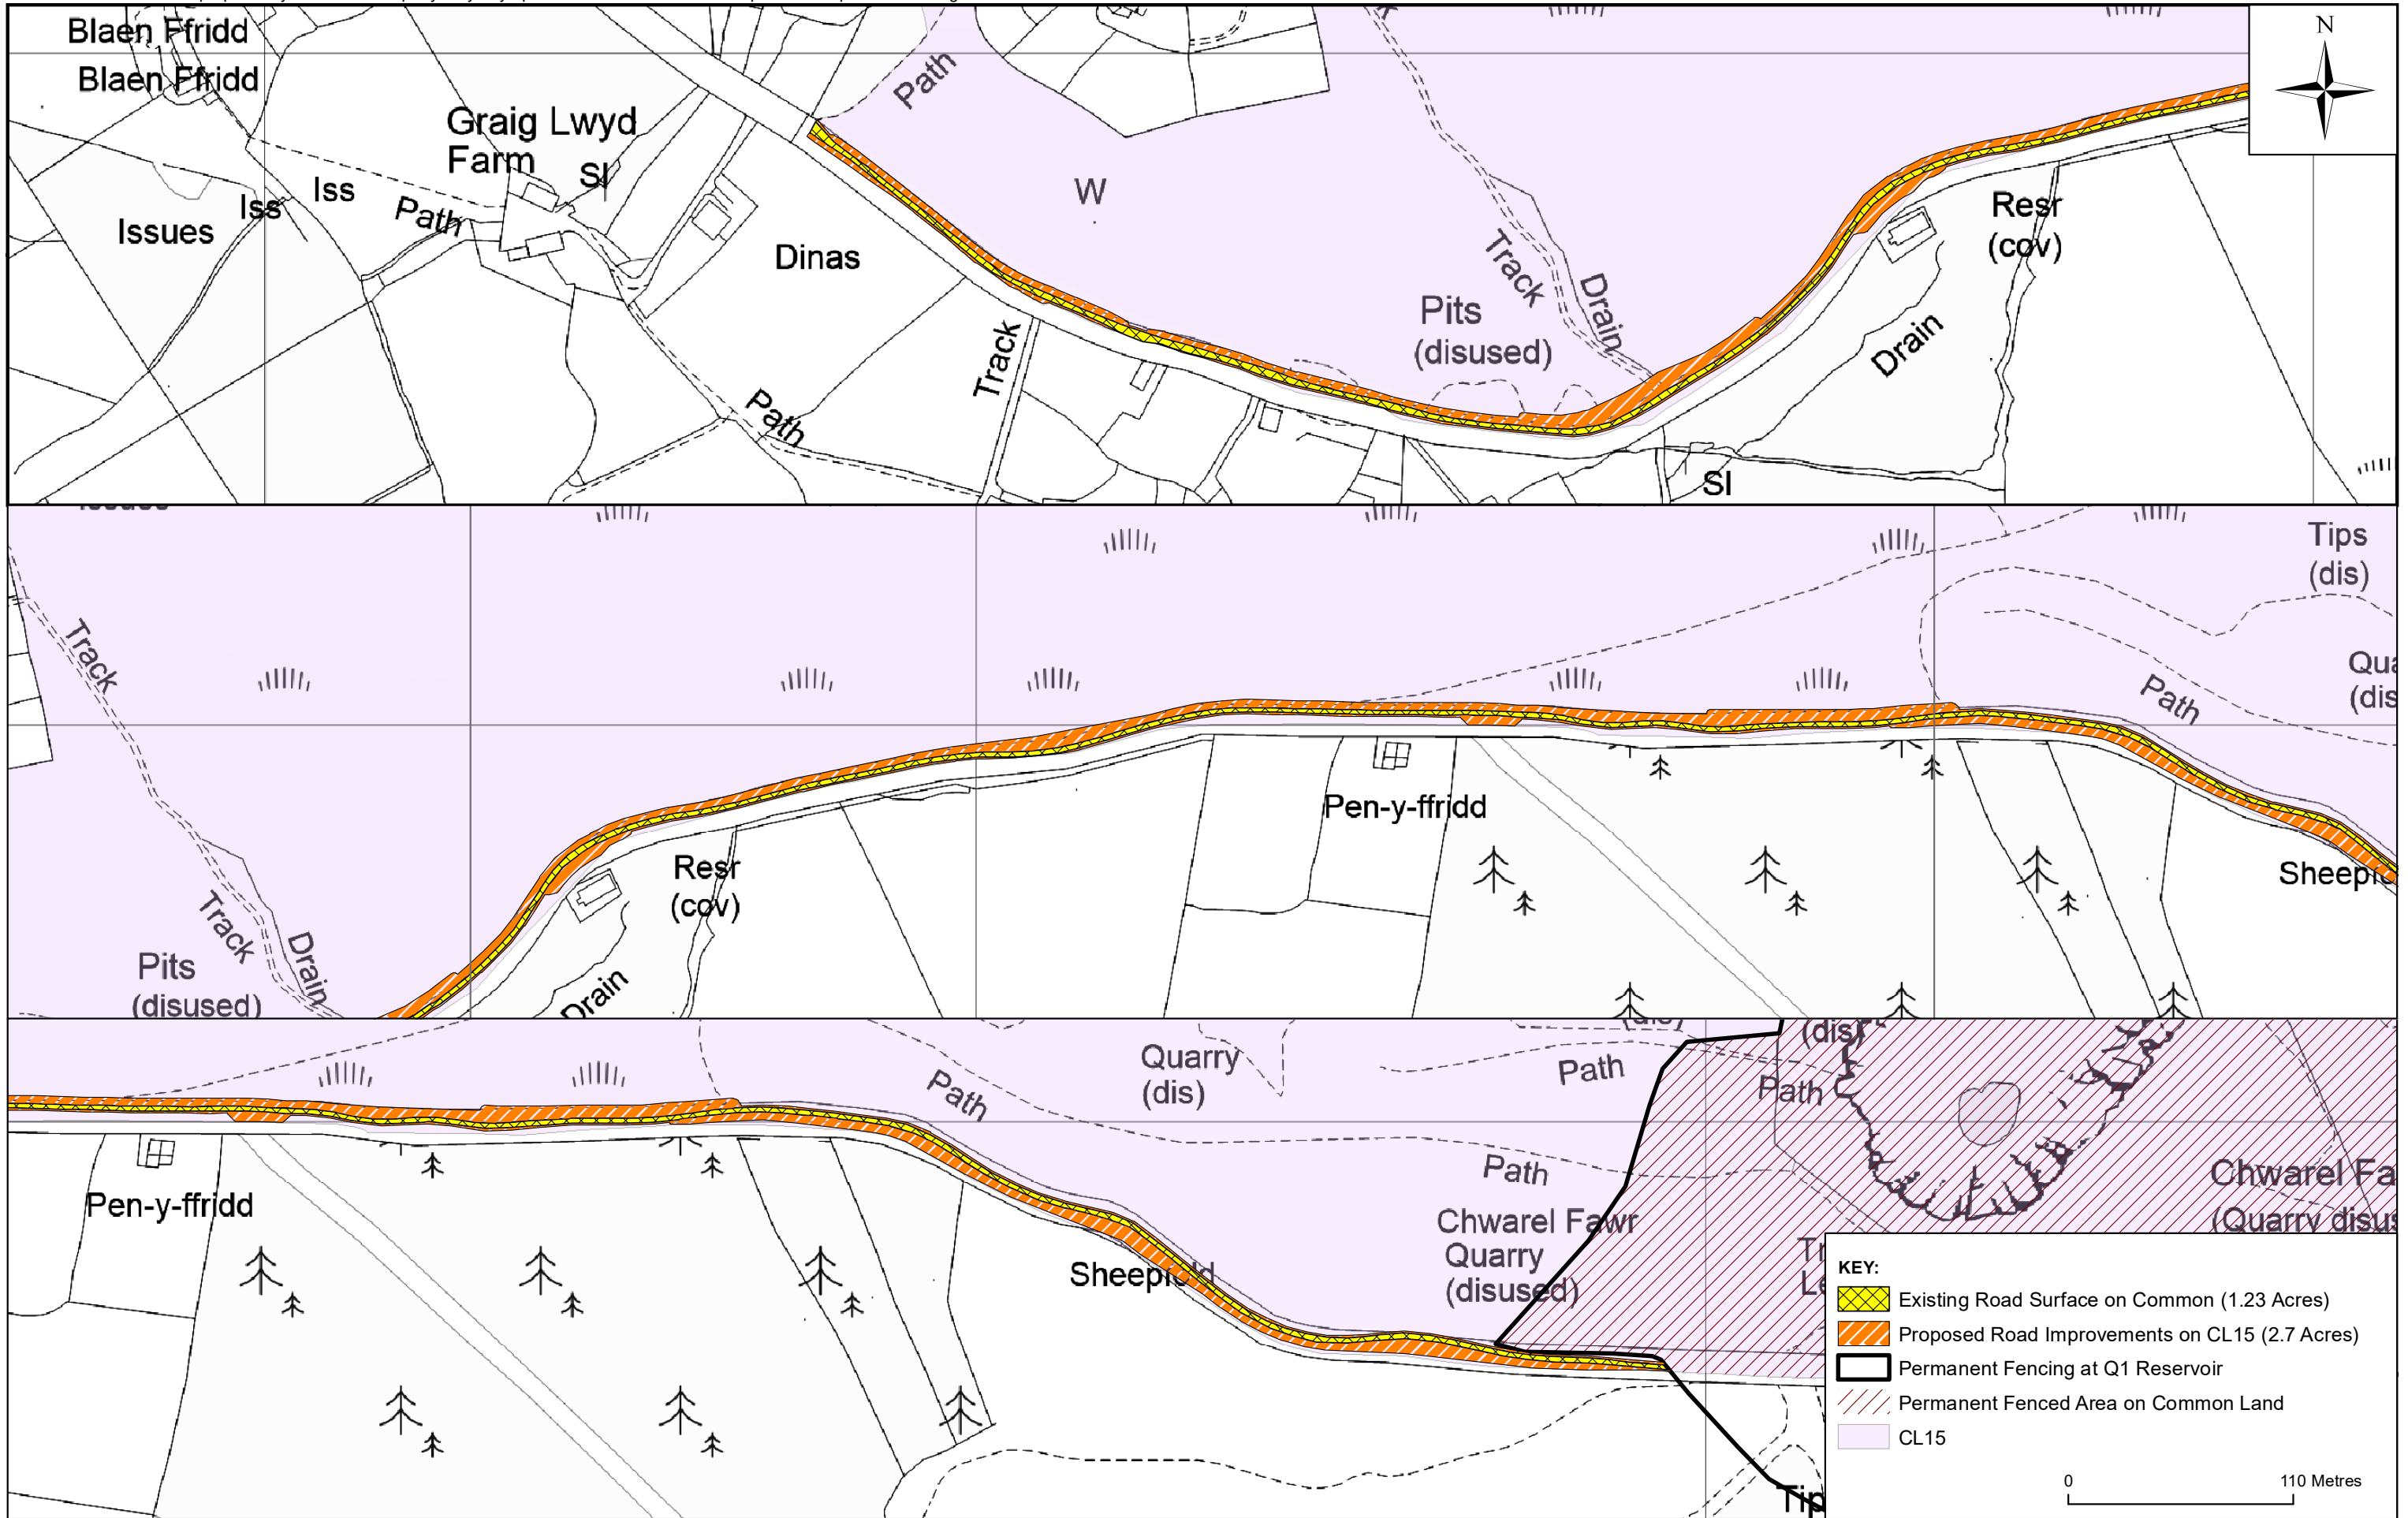 Blaen Ffridd
Blaen Ffridd
Graig Lwyd
Farm
Sl
Iss
Iss
Issues
Path
Path
Dinas
W
Path
Track
Pits
(disused)
Track
Drain
Resr
(cov)
Drain
Sl
N
Issues
Track
Track
Drain
Pits
(disused)
Resr
(cov)
Drain
Pen-y-ffridd
Tips
(dis)
Path
Pen-y-ffridd
Path
Quarry
(dis)
Sheepfold
Path
Path
Chwarel Fawr
Quarry
(disused)
(dis)
Path
KEY:
Existing Road Surface on Common (1.23 Acres)
Proposed Road Improvements on CL15 (2.7 Acres)
Permanent Fencing at Q1 Reservoir
Permanent Fenced Area on Common Land
CL15
0 110 Metres